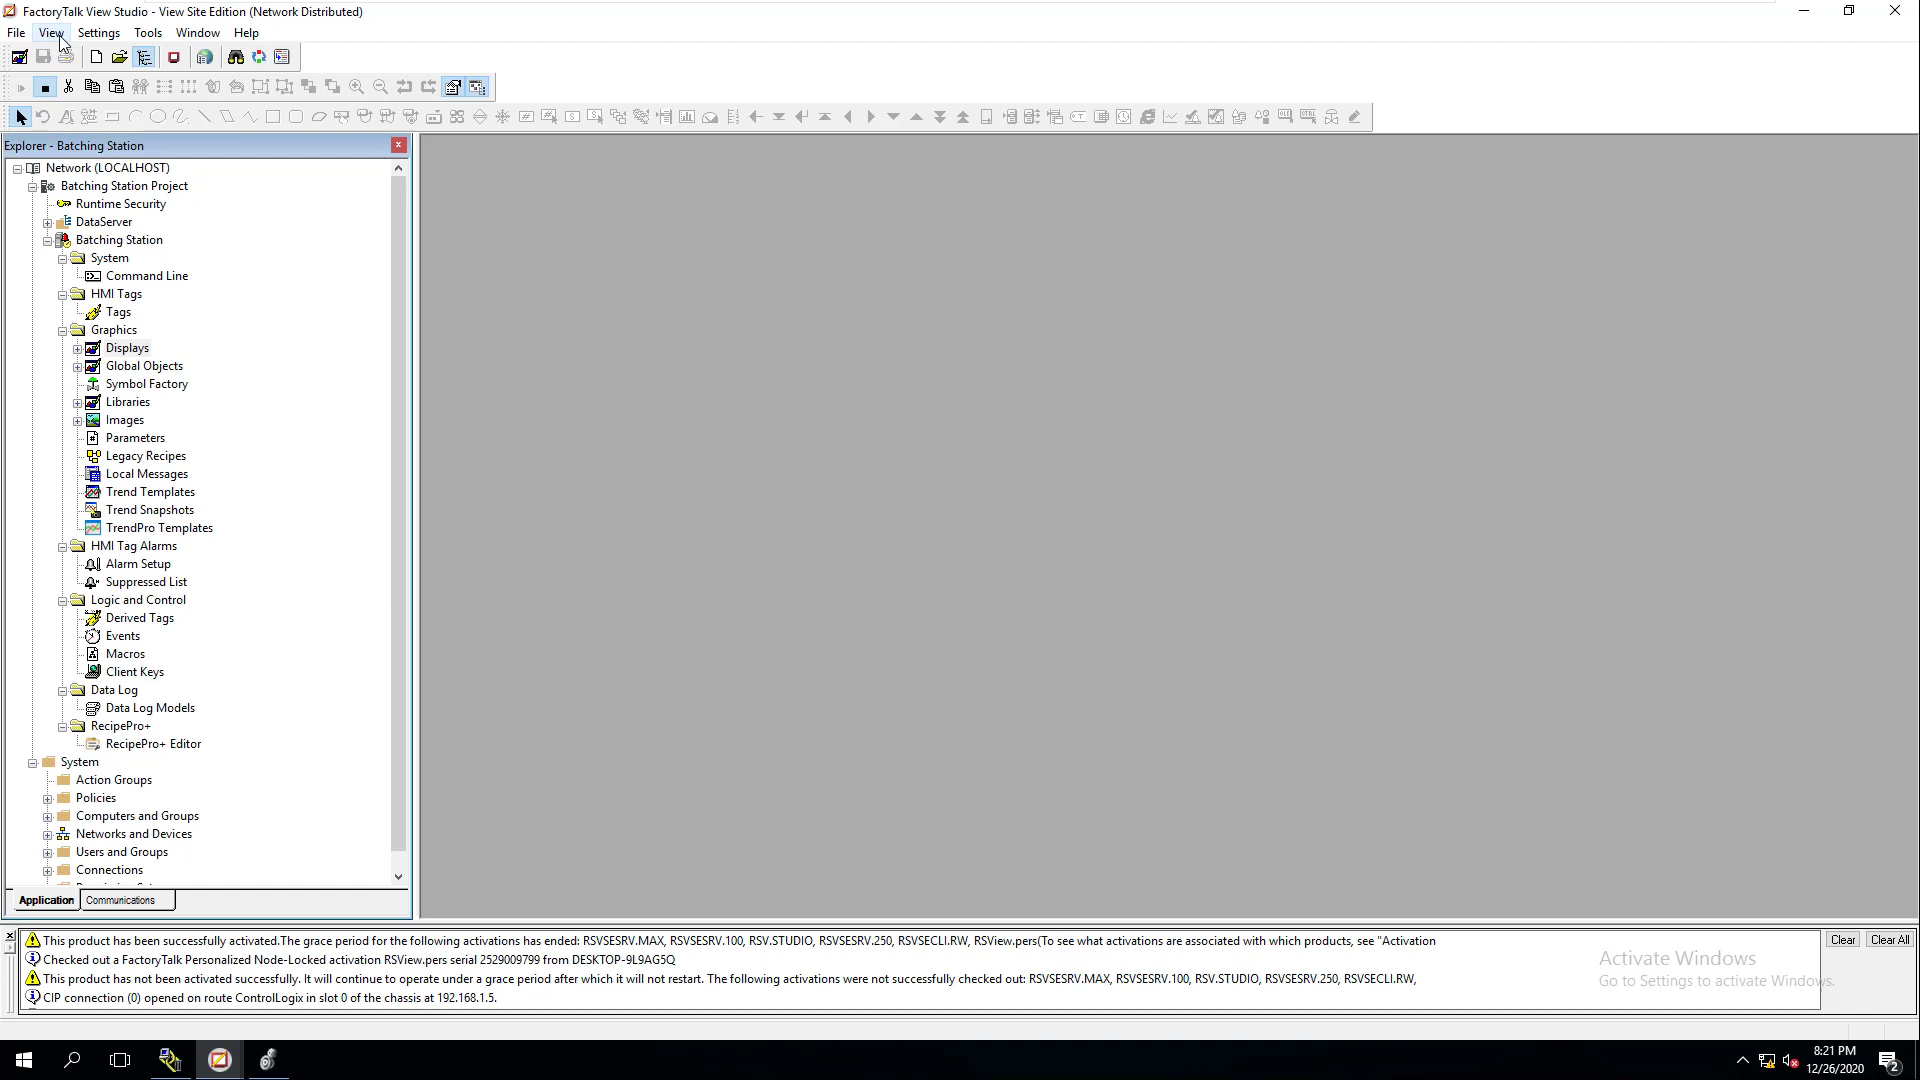 FactoryTalk View Studio - View Site Edition (Network Distributed)
File View Settings Tools Window Help
Explorer - Batching Station
Network (LOCALHOST)
Batching Station Project
Runtime Security
DataServer
Batching Station
System
Command Line
HMI Tags
Tags
Graphics
Displays
Global Objects
Symbol Factory
Libraries
Images
Parameters
Legacy Recipes
Local Messages
Trend Templates
Trend Snapshots
TrendPro Templates
HMI Tag Alarms
Alarm Setup
Suppressed List
Logic and Control
Derived Tags
Events
Macros
Client Keys
Data Log
Data Log Models
RecipePro+
RecipePro+ Editor
System
Action Groups
Policies
Computers and Groups
Networks and Devices
Users and Groups
Connections
Application Communications
This product has been successfully activated.The grace period for the following activations has ended: RSVSESRV.MAX, RSVSESRV.100, RSV.STUDIO, RSVSESRV.250, RSVSECLI.RW, RSView.pers(To see what activations are associated with which products, see "Activation
Clear Clear All
Checked out a FactoryTalk Personalized Node-Locked activation RSView.pers serial 2529009799 from DESKTOP-9L9AG5Q
This product has not been activated successfully. It will continue to operate under a grace period after which it will not restart. The following activations were not successfully checked out: RSVSESRV.MAX, RSVSESRV.100, RSV.STUDIO, RSVSESRV.250, RSVSECLI.RW,
CIP connection (0) opened on route ControlLogix in slot 0 of the chassis at 192.168.1.5.
Activate Windows
Go to Settings to activate Windows.
8:21 PM
12/26/2020
2